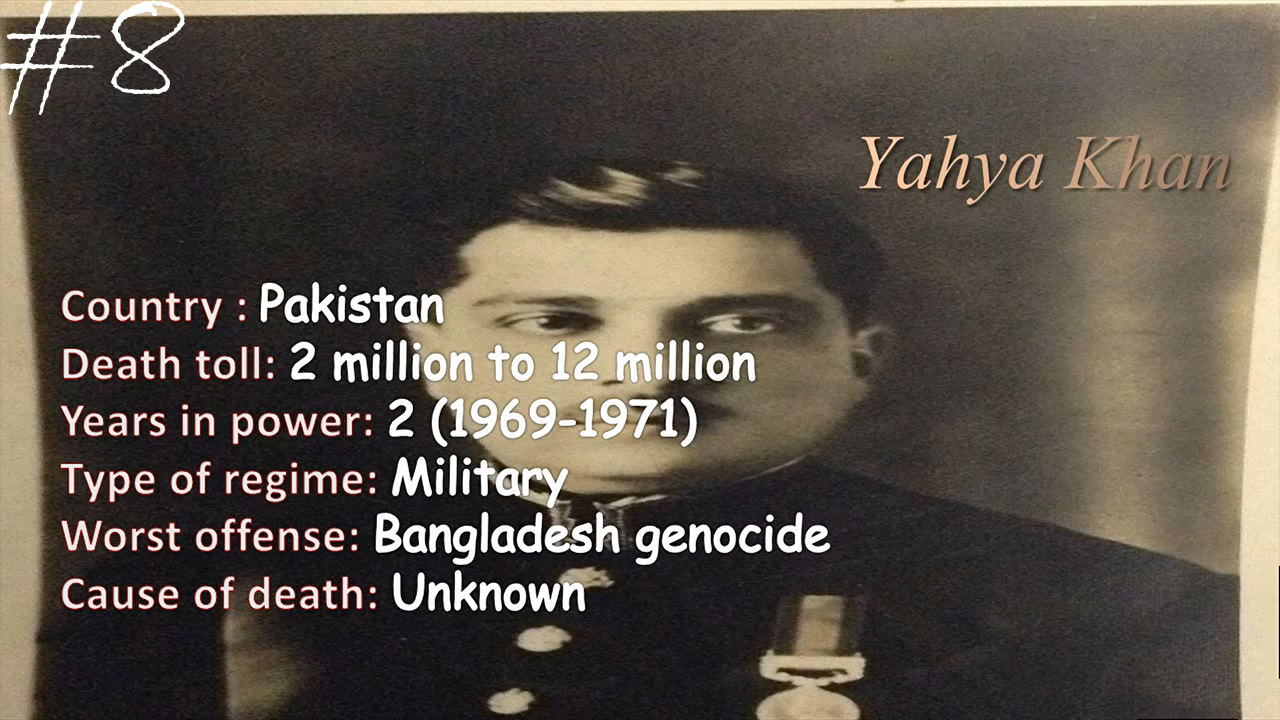 #8
Yahya Khan
Country : Pakistan
Death toll: 2 million to 12 million
Years in power: 2 (1969-1971)
Type of regime: Military
Worst offense: Bangladesh genocide
Cause of death: Unknown